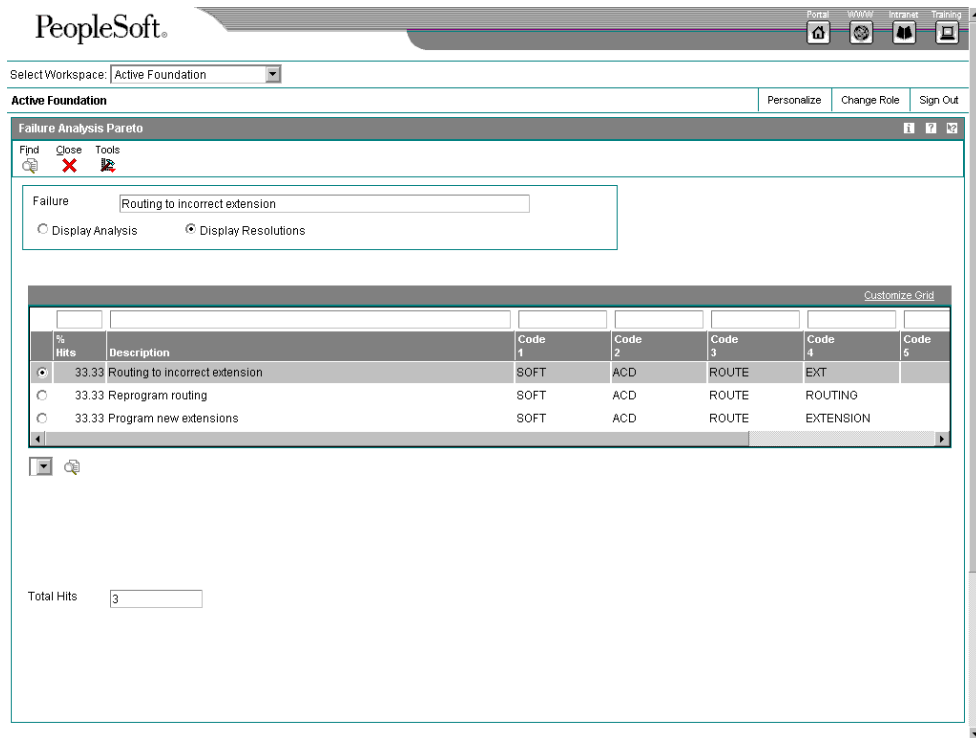 PeopleSoft.
Portal WWW Intranet Training
Select Workspace: Active Foundation
Active Foundation Personalize Change Role Sign Out
Failure Analysis Pareto
Find Close Tools
Failure Routing to incorrect extension
Display Analysis Display Resolutions
Customize Grid
% Hits Description Code 1 Code 2 Code 3 Code 4 Code 5
33.33 Routing to incorrect extension SOFT ACD ROUTE EXT
33.33 Reprogram routing SOFT ACD ROUTE ROUTING
33.33 Program new extensions SOFT ACD ROUTE EXTENSION
Total Hits 3